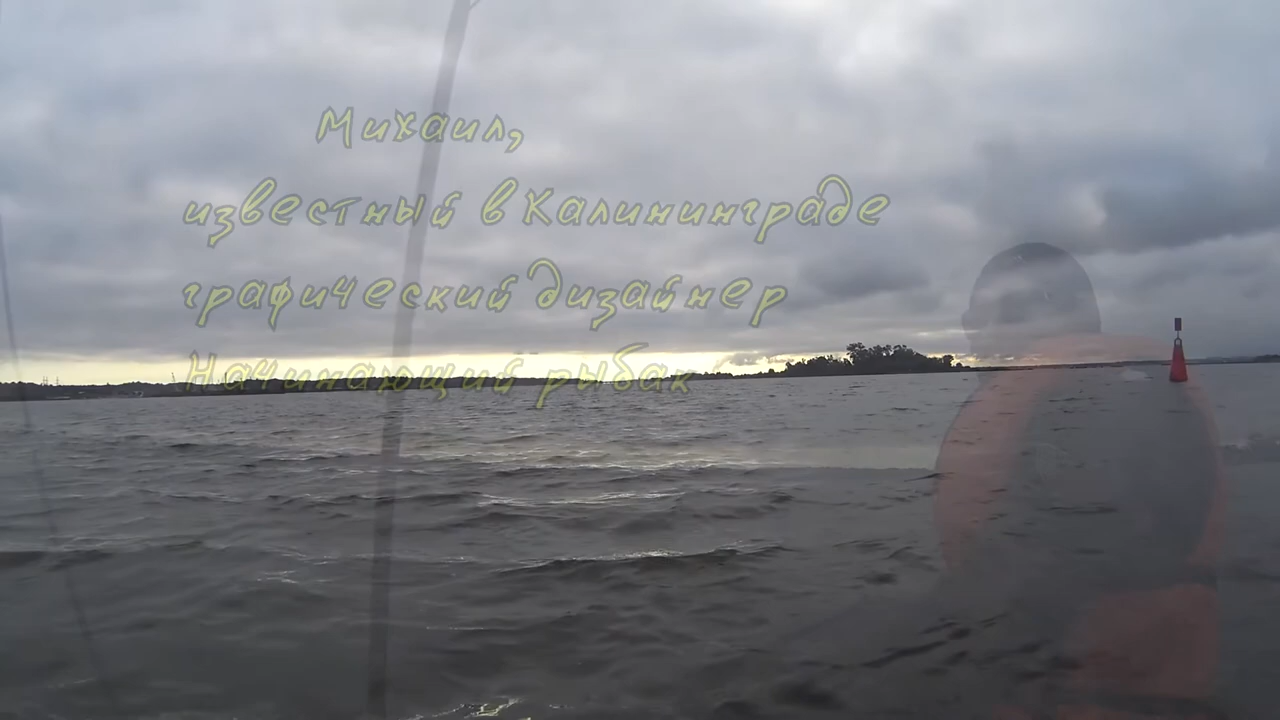 Михаил,
известный в Калининграде
графический дизайнер
Начинающий рыбак